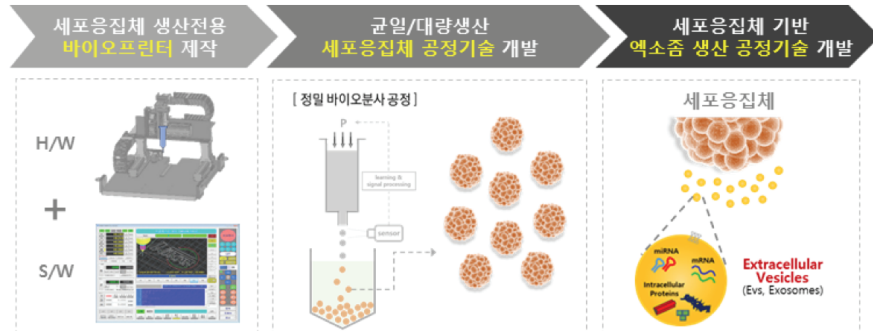 세포응집체 생산전용
바이오프린터 제작
균일/대량생산
세포응집체 공정기술 개발
세포응집체 기반
엑소좀 생산 공정기술 개발
H/W
+
S/W
[ 정밀 바이오분사 공정 ]
P
learning &
signal processing
sensor
세포응집체
miRNA
mRNA
Intracellular
Proteins
Extracellular
Vesicles
(Evs, Exosomes)